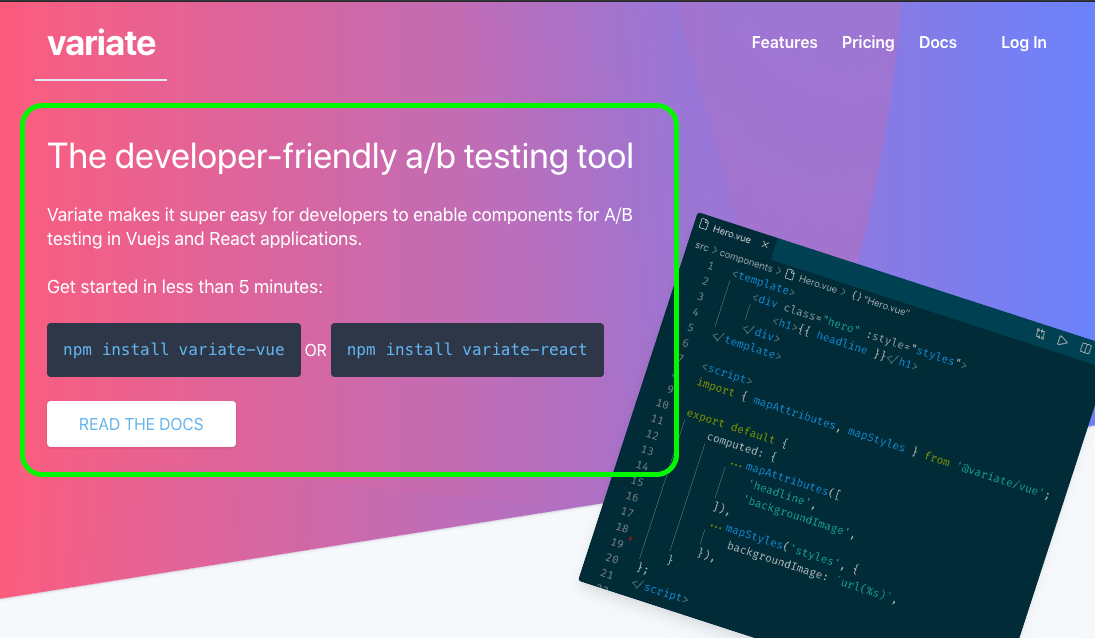 variate
Features Pricing Docs Log In
The developer-friendly a/b testing tool
Variate makes it super easy for developers to enable components for A/B
testing in Vuejs and React applications.
Get started in less than 5 minutes:
npm install variate-vue OR npm install variate-react
READ THE DOCS
Hero.vue ×
src > components > Hero.vue > {} "Hero.vue"
1 <template>
2 <div class="hero" :style="styles">
3 <h1>{{ headline }}</h1>
4 </div>
5 </template>
6
7 <script>
8 import { mapAttributes, mapStyles } from '@variate/vue';
9
10 export default {
11 computed: {
12 ...mapAttributes([
13 'headline',
14 'backgroundImage',
15 ]),
16 ...mapStyles('styles', {
17 backgroundImage: `url(%s)`,
18 }),
19 }
20 };
21 </script>